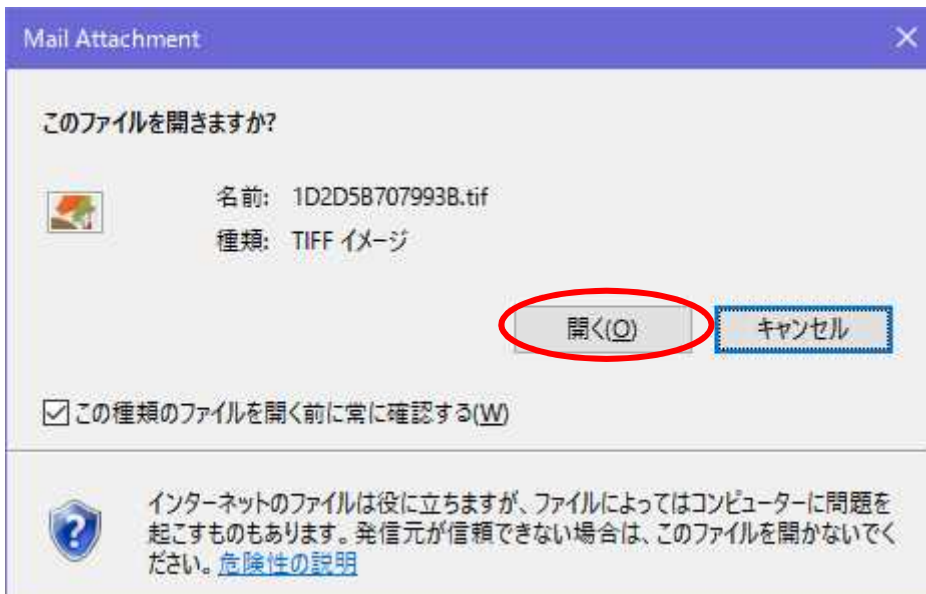 Mail Attachment
このファイルを開きますか?
名前: 1D2D5B707993B.tif
種類: TIFF イメージ
開く(O)
キャンセル
この種類のファイルを開く前に常に確認する(W)
インターネットのファイルは役に立ちますが、ファイルによってはコンピューターに問題を
起こすものもあります。発信元が信頼できない場合は、このファイルを開かないでく
ださい。危険性の説明